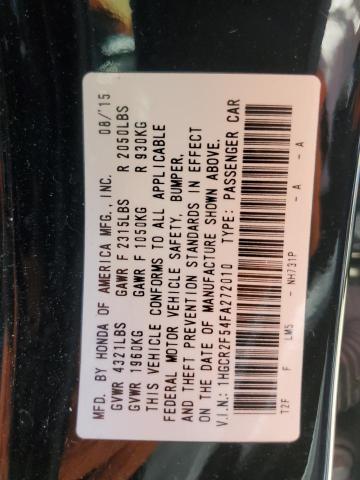 MFD. BY HONDA OF AMERICA MFG., INC. 08/'15
GVWR 4321LBS GAWR F 2315LBS R 2050LBS
GVWR 1960KG GAWR F 1050KG R 930KG
THIS VEHICLE CONFORMS TO ALL APPLICABLE
FEDERAL MOTOR VEHICLE SAFETY, BUMPER,
AND THEFT PREVENTION STANDARDS IN EFFECT
ON THE DATE OF MANUFACTURE SHOWN ABOVE.
V.I.N.: 1HGCR2F54FA272010 TYPE: PASSENGER CAR
T2F F LM5 - NH731P - A - A